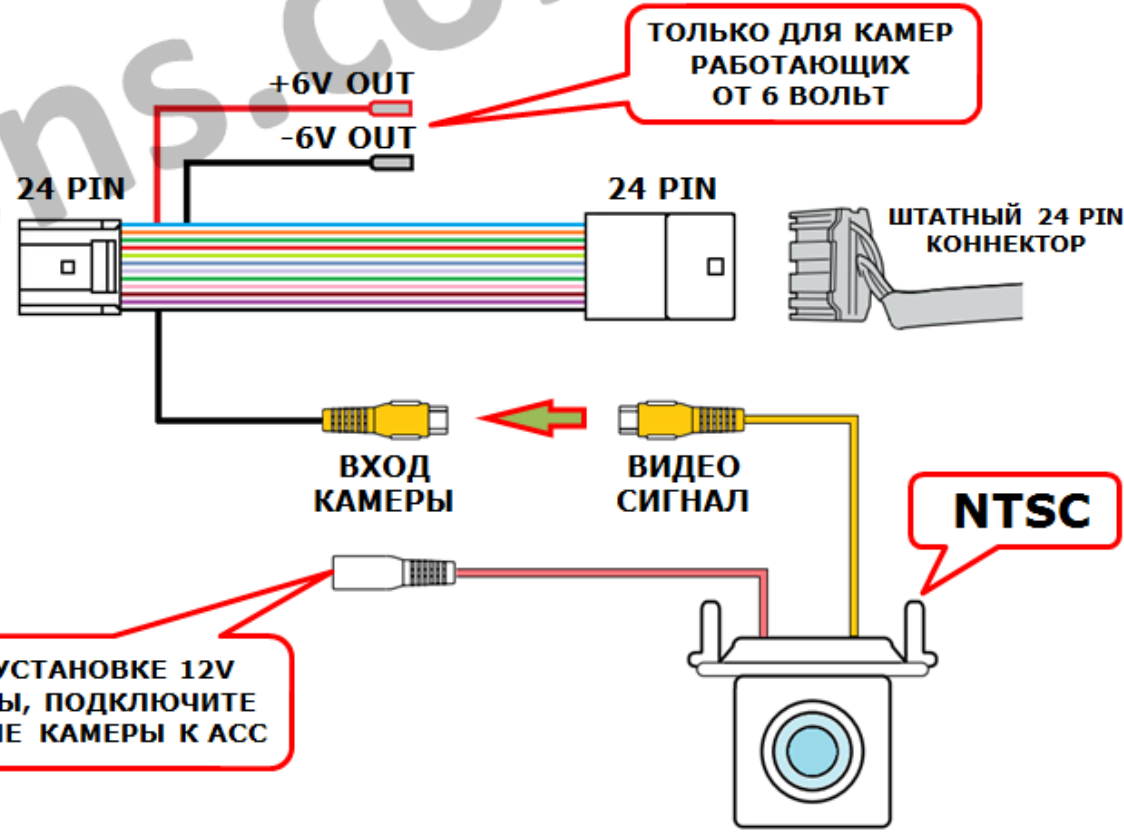 ns.co
ТОЛЬКО ДЛЯ КАМЕР
РАБОТАЮЩИХ
ОТ 6 ВОЛЬТ
+6V OUT
-6V OUT
24 PIN
24 PIN
ШТАТНЫЙ 24 PIN
КОННЕКТОР
ВХОД
КАМЕРЫ
ВИДЕО
СИГНАЛ
NTSC
УСТАНОВКЕ 12V
Ы, ПОДКЛЮЧИТЕ
Е КАМЕРЫ К АСС